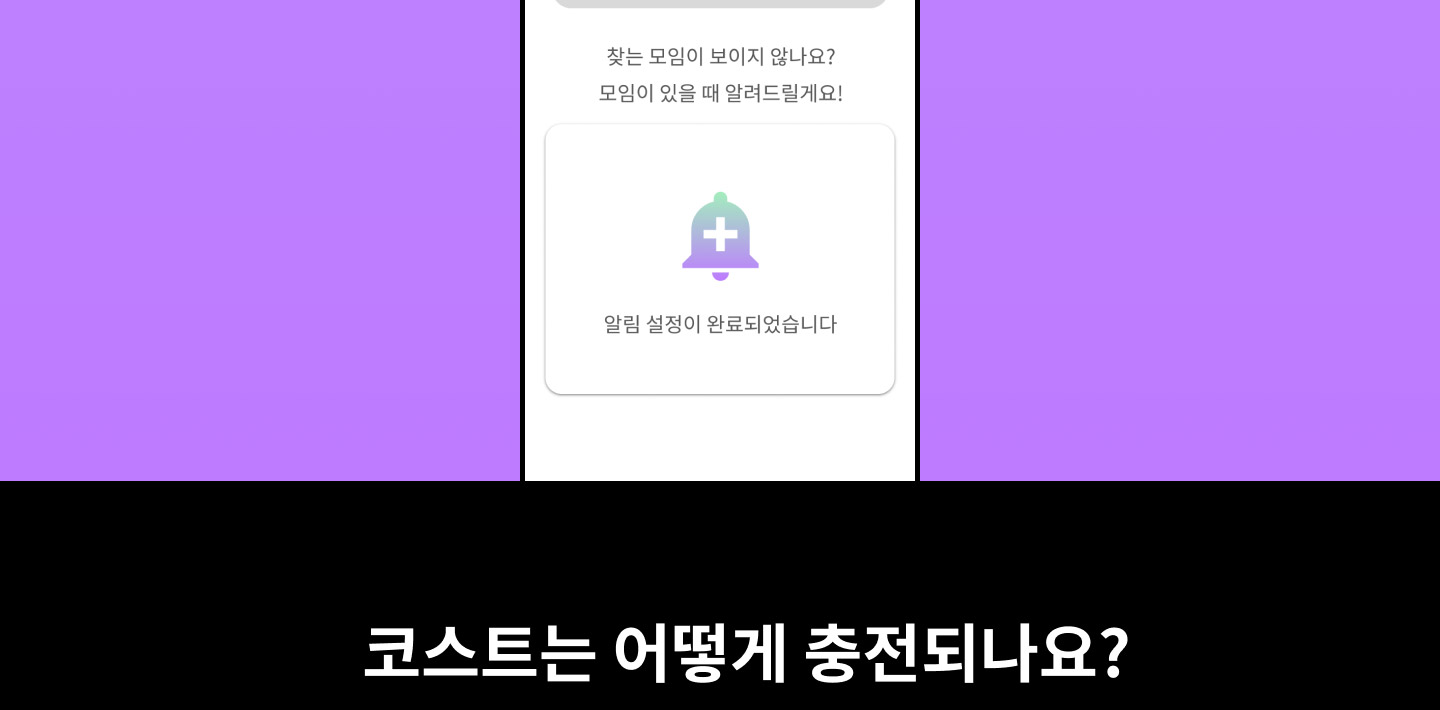 찾는 모임이 보이지 않나요?
모임이 있을 때 알려드릴게요!
알림 설정이 완료되었습니다
코스트는 어떻게 충전되나요?